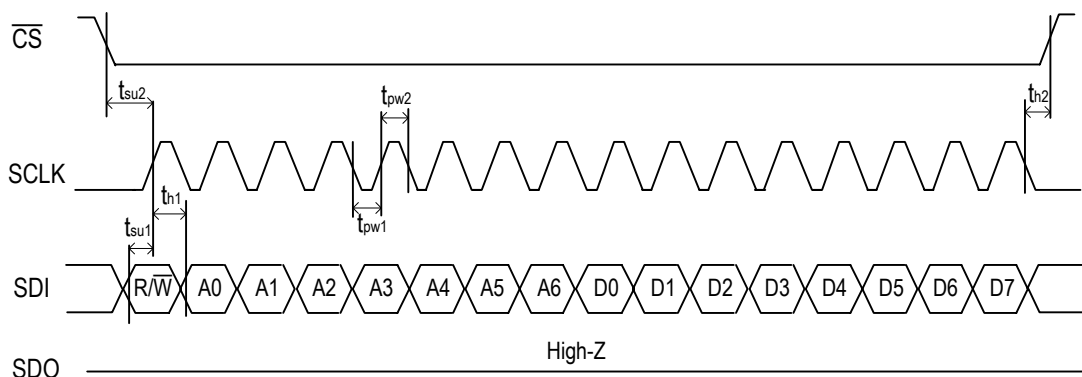 CS
tsu2
tpw2
th2
SCLK
th1
tpw1
tsu1
SDI R/W A0 A1 A2 A3 A4 A5 A6 D0 D1 D2 D3 D4 D5 D6 D7
High-Z
SDO